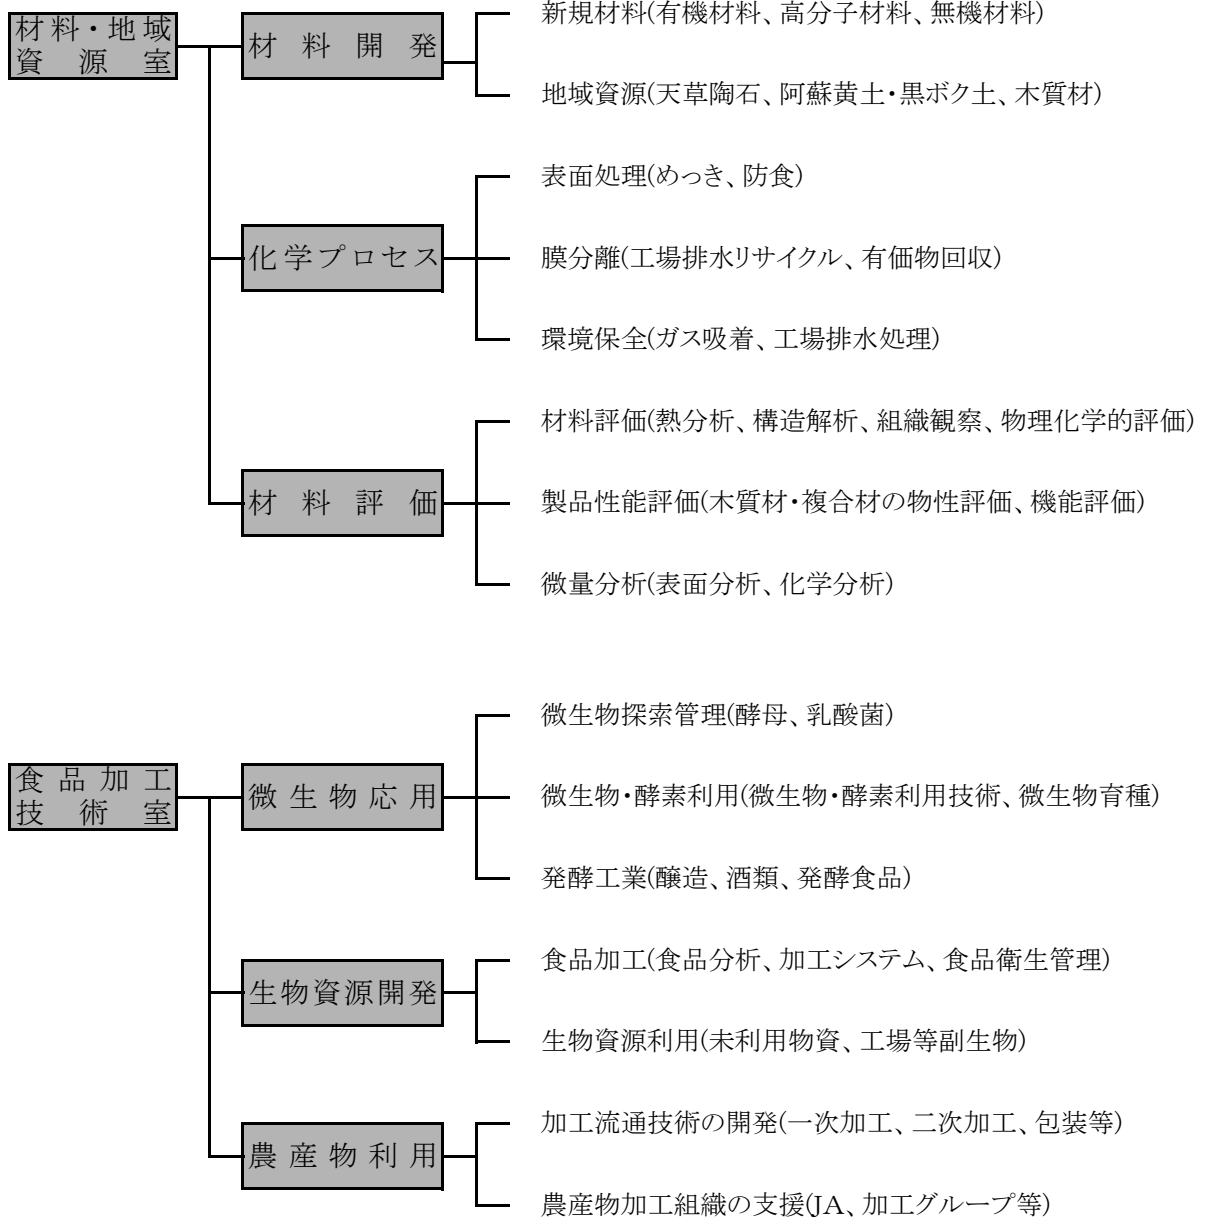 材料・地域
資源室
材料開発
新規材料(有機材料、高分子材料、無機材料)
地域資源(天草陶石、阿蘇黄土・黒ボク土、木質材)
化学プロセス
表面処理(めっき、防食)
膜分離(工場排水リサイクル、有価物回収)
環境保全(ガス吸着、工場排水処理)
材料評価
材料評価(熱分析、構造解析、組織観察、物理化学的評価)
製品性能評価(木質材・複合材の物性評価、機能評価)
微量分析(表面分析、化学分析)
食品加工
技術室
微生物応用
微生物探索管理(酵母、乳酸菌)
微生物・酵素利用(微生物・酵素利用技術、微生物育種)
発酵工業(醸造、酒類、発酵食品)
生物資源開発
食品加工(食品分析、加工システム、食品衛生管理)
生物資源利用(未利用物資、工場等副生物)
農産物利用
加工流通技術の開発(一次加工、二次加工、包装等)
農産物加工組織の支援(JA、加工グループ等)